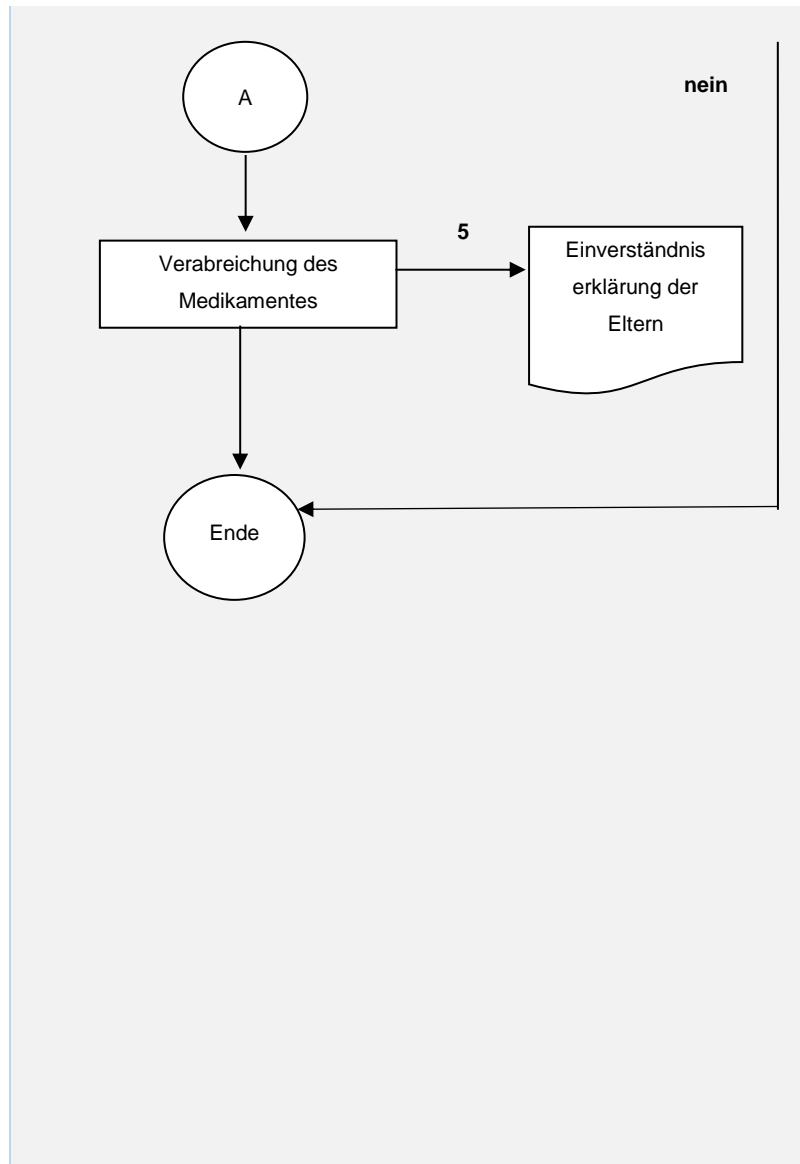 A
nein
5
Verabreichung des
Medikamentes
Einverständnis
erklärung der
Eltern
Ende